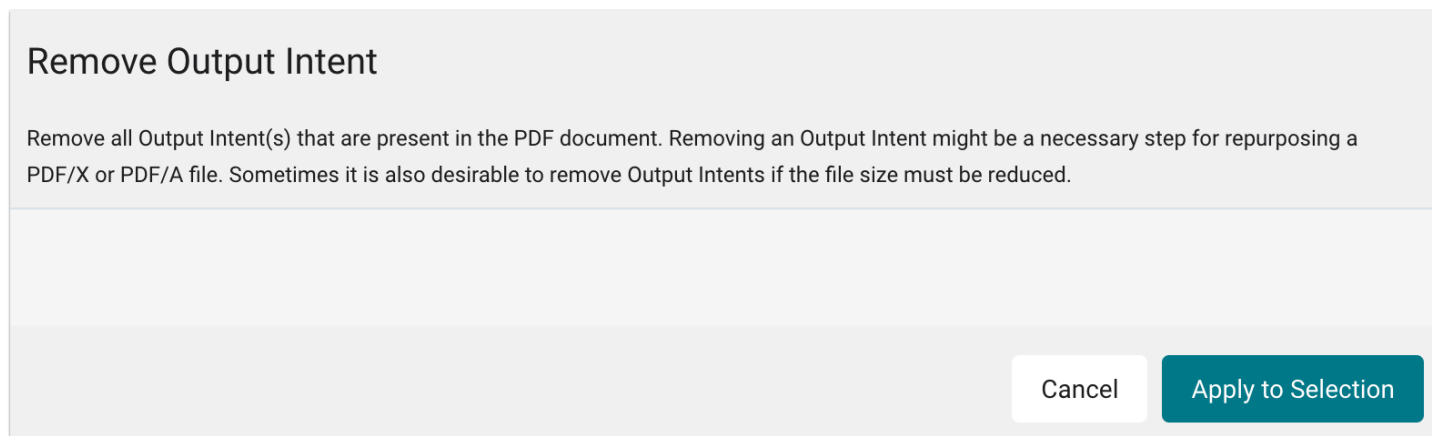 Remove Output Intent
Remove all Output Intent(s) that are present in the PDF document. Removing an Output Intent might be a necessary step for repurposing a
PDF/X or PDF/A file. Sometimes it is also desirable to remove Output Intents if the file size must be reduced.
Cancel
Apply to Selection